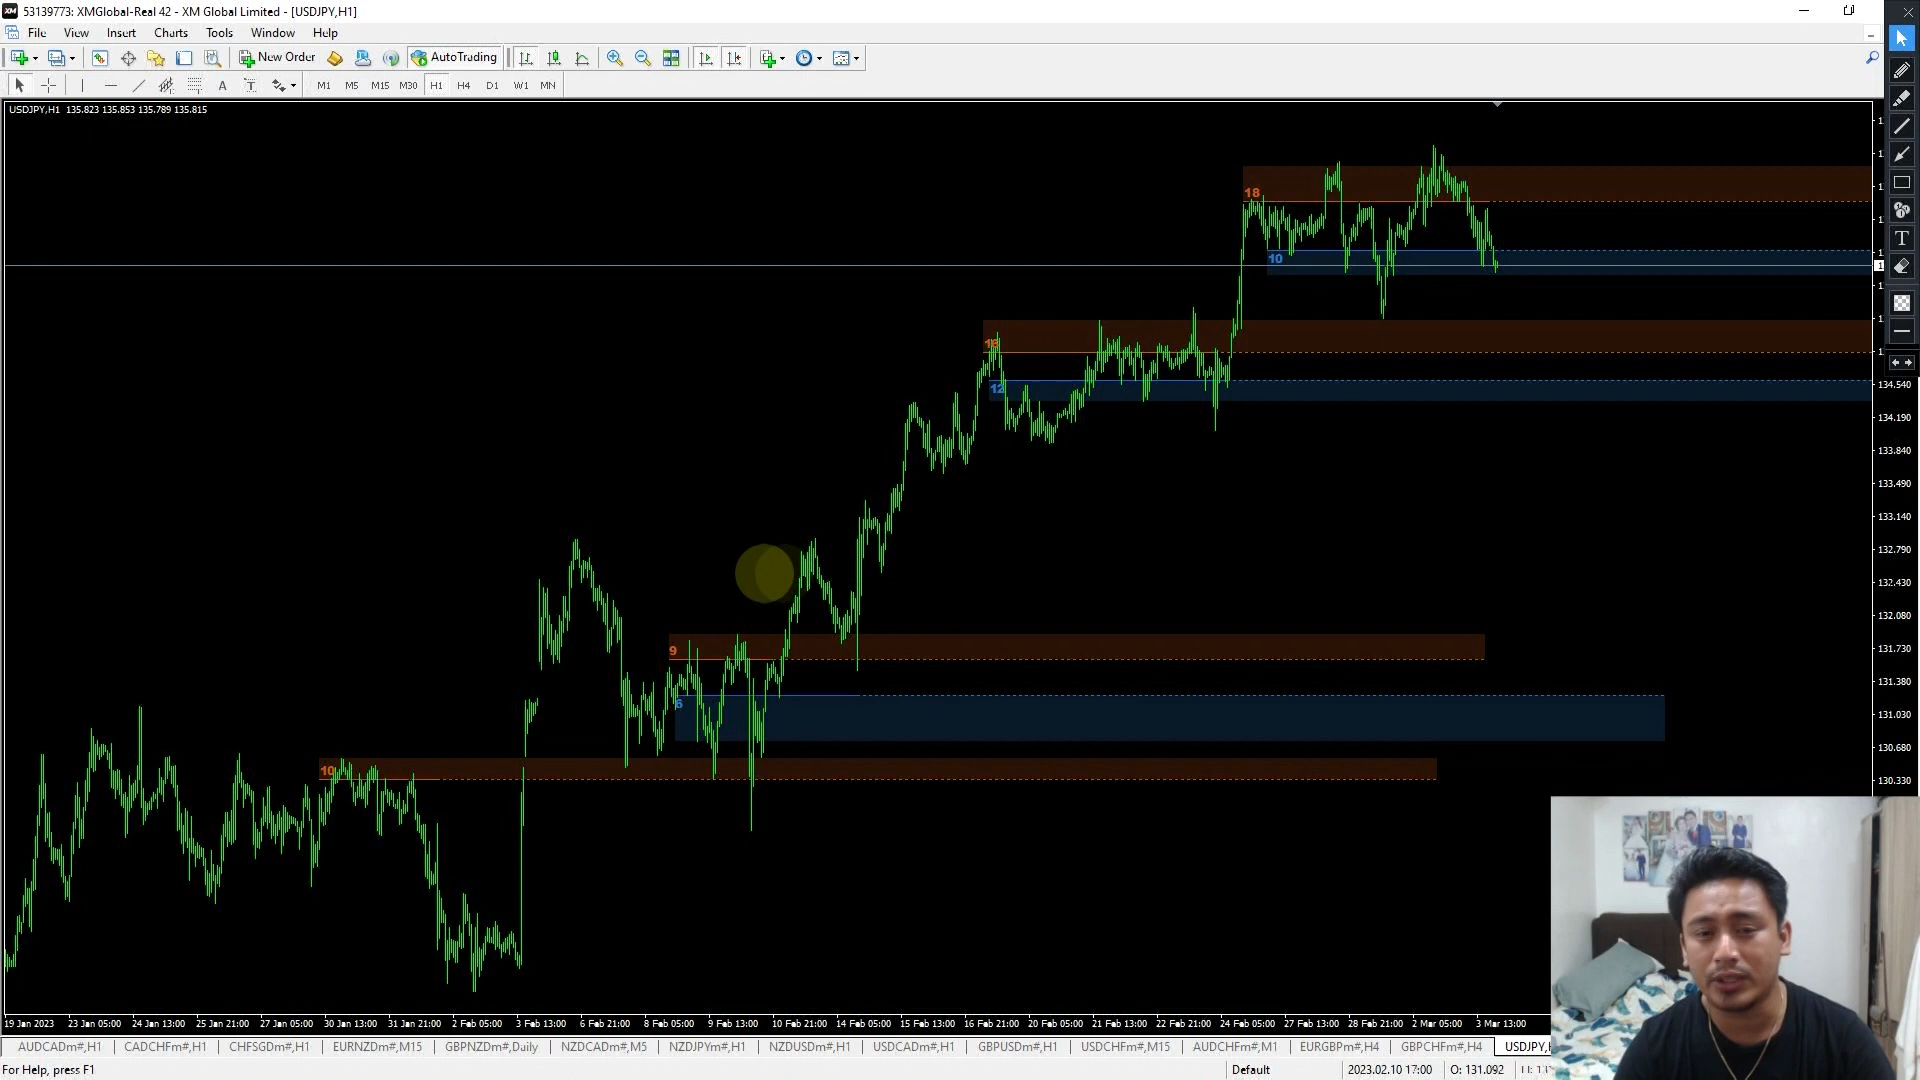 53139773: XMGlobal-Real 42 - XM Global Limited - [USDJPY,H1]
File View Insert Charts Tools Window Help
New Order AutoTrading
A T M1 M5 M15 M30 H1 H4 D1 W1 MN
USDJPY,H1 135.823 135.853 135.789 135.815
18
10
16
12
9
6
10
134.540
134.190
133.840
133.490
133.140
132.790
132.430
132.080
131.730
131.380
131.030
130.680
130.330
T
19 Jan 2023 23 Jan 05:00 24 Jan 13:00 25 Jan 21:00 27 Jan 05:00 30 Jan 13:00 31 Jan 21:00 2 Feb 05:00 3 Feb 13:00 6 Feb 21:00 8 Feb 05:00 9 Feb 13:00 10 Feb 21:00 14 Feb 05:00 15 Feb 13:00 16 Feb 21:00 20 Feb 05:00 21 Feb 13:00 22 Feb 21:00 24 Feb 05:00 27 Feb 13:00 28 Feb 21:00 2 Mar 05:00 3 Mar 13:00
AUDCADm#,H1 CADCHFm#,H1 CHFSGDm#,H1 EURNZDm#,M15 GBPNZDm#,Daily NZDCADm#,M5 NZDJPYm#,H1 NZDUSDm#,H1 USDCADm#,H1 GBPUSDm#,H1 USDCHFm#,M15 AUDCHFm#,M1 EURGBPm#,H4 GBPCHFm#,H4 USDJPY,
For Help, press F1 Default 2023.02.10 17:00 O: 131.092